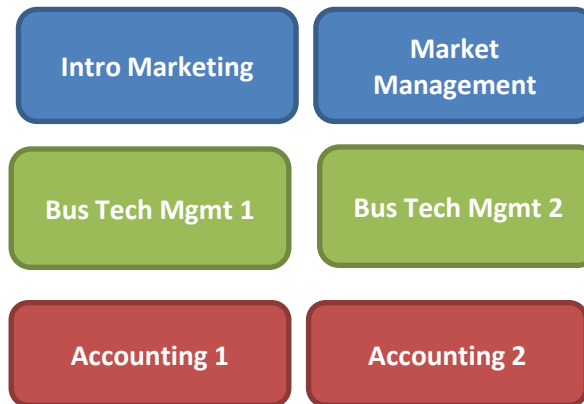 Intro Marketing
Market
Management
Bus Tech Mgmt 1
Bus Tech Mgmt 2
Accounting 1
Accounting 2